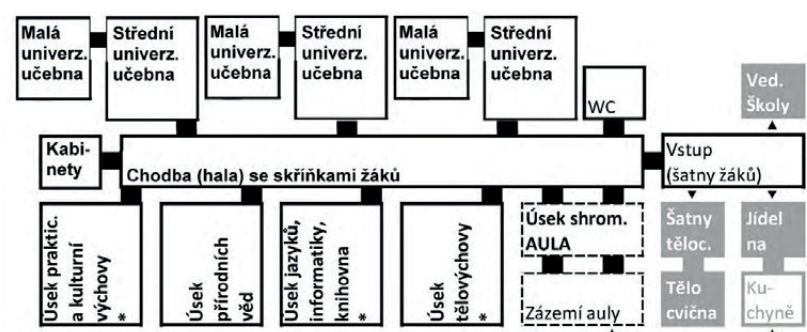 Malá
univerz.
učebna
Střední
univerz.
učebna
Malá
univerz.
učebna
Střední
univerz.
učebna
Malá
univerz.
učebna
Střední
univerz.
učebna
WC
Ved.
Školy
Kabi-
nety
Chodba (hala) se skříňkami žáků
Vstup
(šatny žáků)
Úsek praktic.
a kulturní
výchovy
*
Úsek
přírodních
věd
Úsek jazyků,
informatiky,
knihovna
*
Úsek
tělovýchovy
*
Úsek shrom.
AULA
Zázemí auly
Šatny
těloc.
Jídel
na
Tělo
cvična
Ku-
chyně